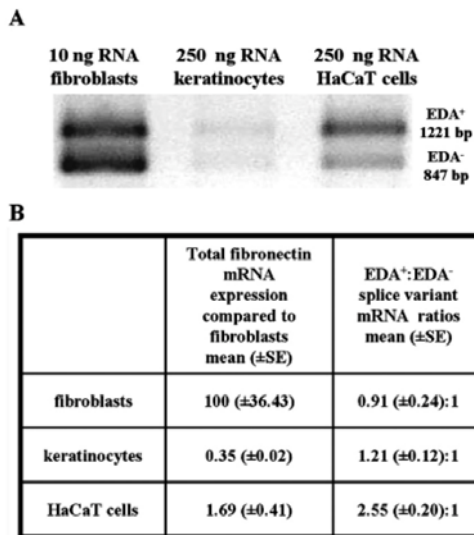 A
10 ng RNA
fibroblasts
250 ng RNA
keratinocytes
250 ng RNA
HaCaT cells
EDA⁺
1221 bp
EDA⁻
847 bp
B
Total fibronectin
mRNA
expression
compared to
fibroblasts
mean (±SE)
EDA⁺:EDA⁻
splice variant
mRNA ratios
mean (±SE)
fibroblasts
100 (±36.43)
0.91 (±0.24):1
keratinocytes
0.35 (±0.02)
1.21 (±0.12):1
HaCaT cells
1.69 (±0.41)
2.55 (±0.20):1